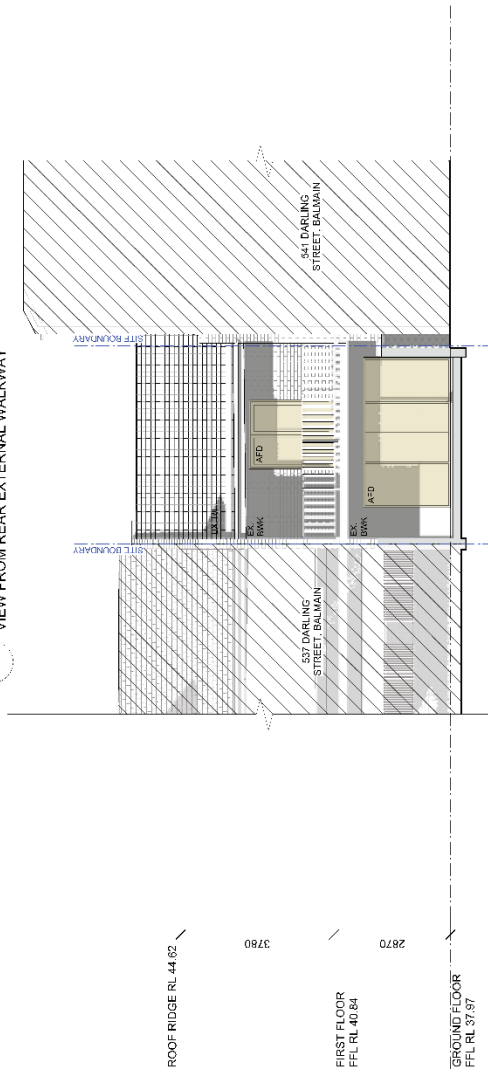 VIEW FROM REAR EXTERNAL WALKWAY
541 DARLING
STREET, BALMAIN
SITE BOUNDARY
AFD
AFD
EX.
BWK
EX.
BWK
SITE BOUNDARY
537 DARLING
STREET, BALMAIN
3780
2870
ROOF RIDGE RL 44.62
FIRST FLOOR
FFL RL 40.84
GROUND FLOOR
FFL RL 37.97